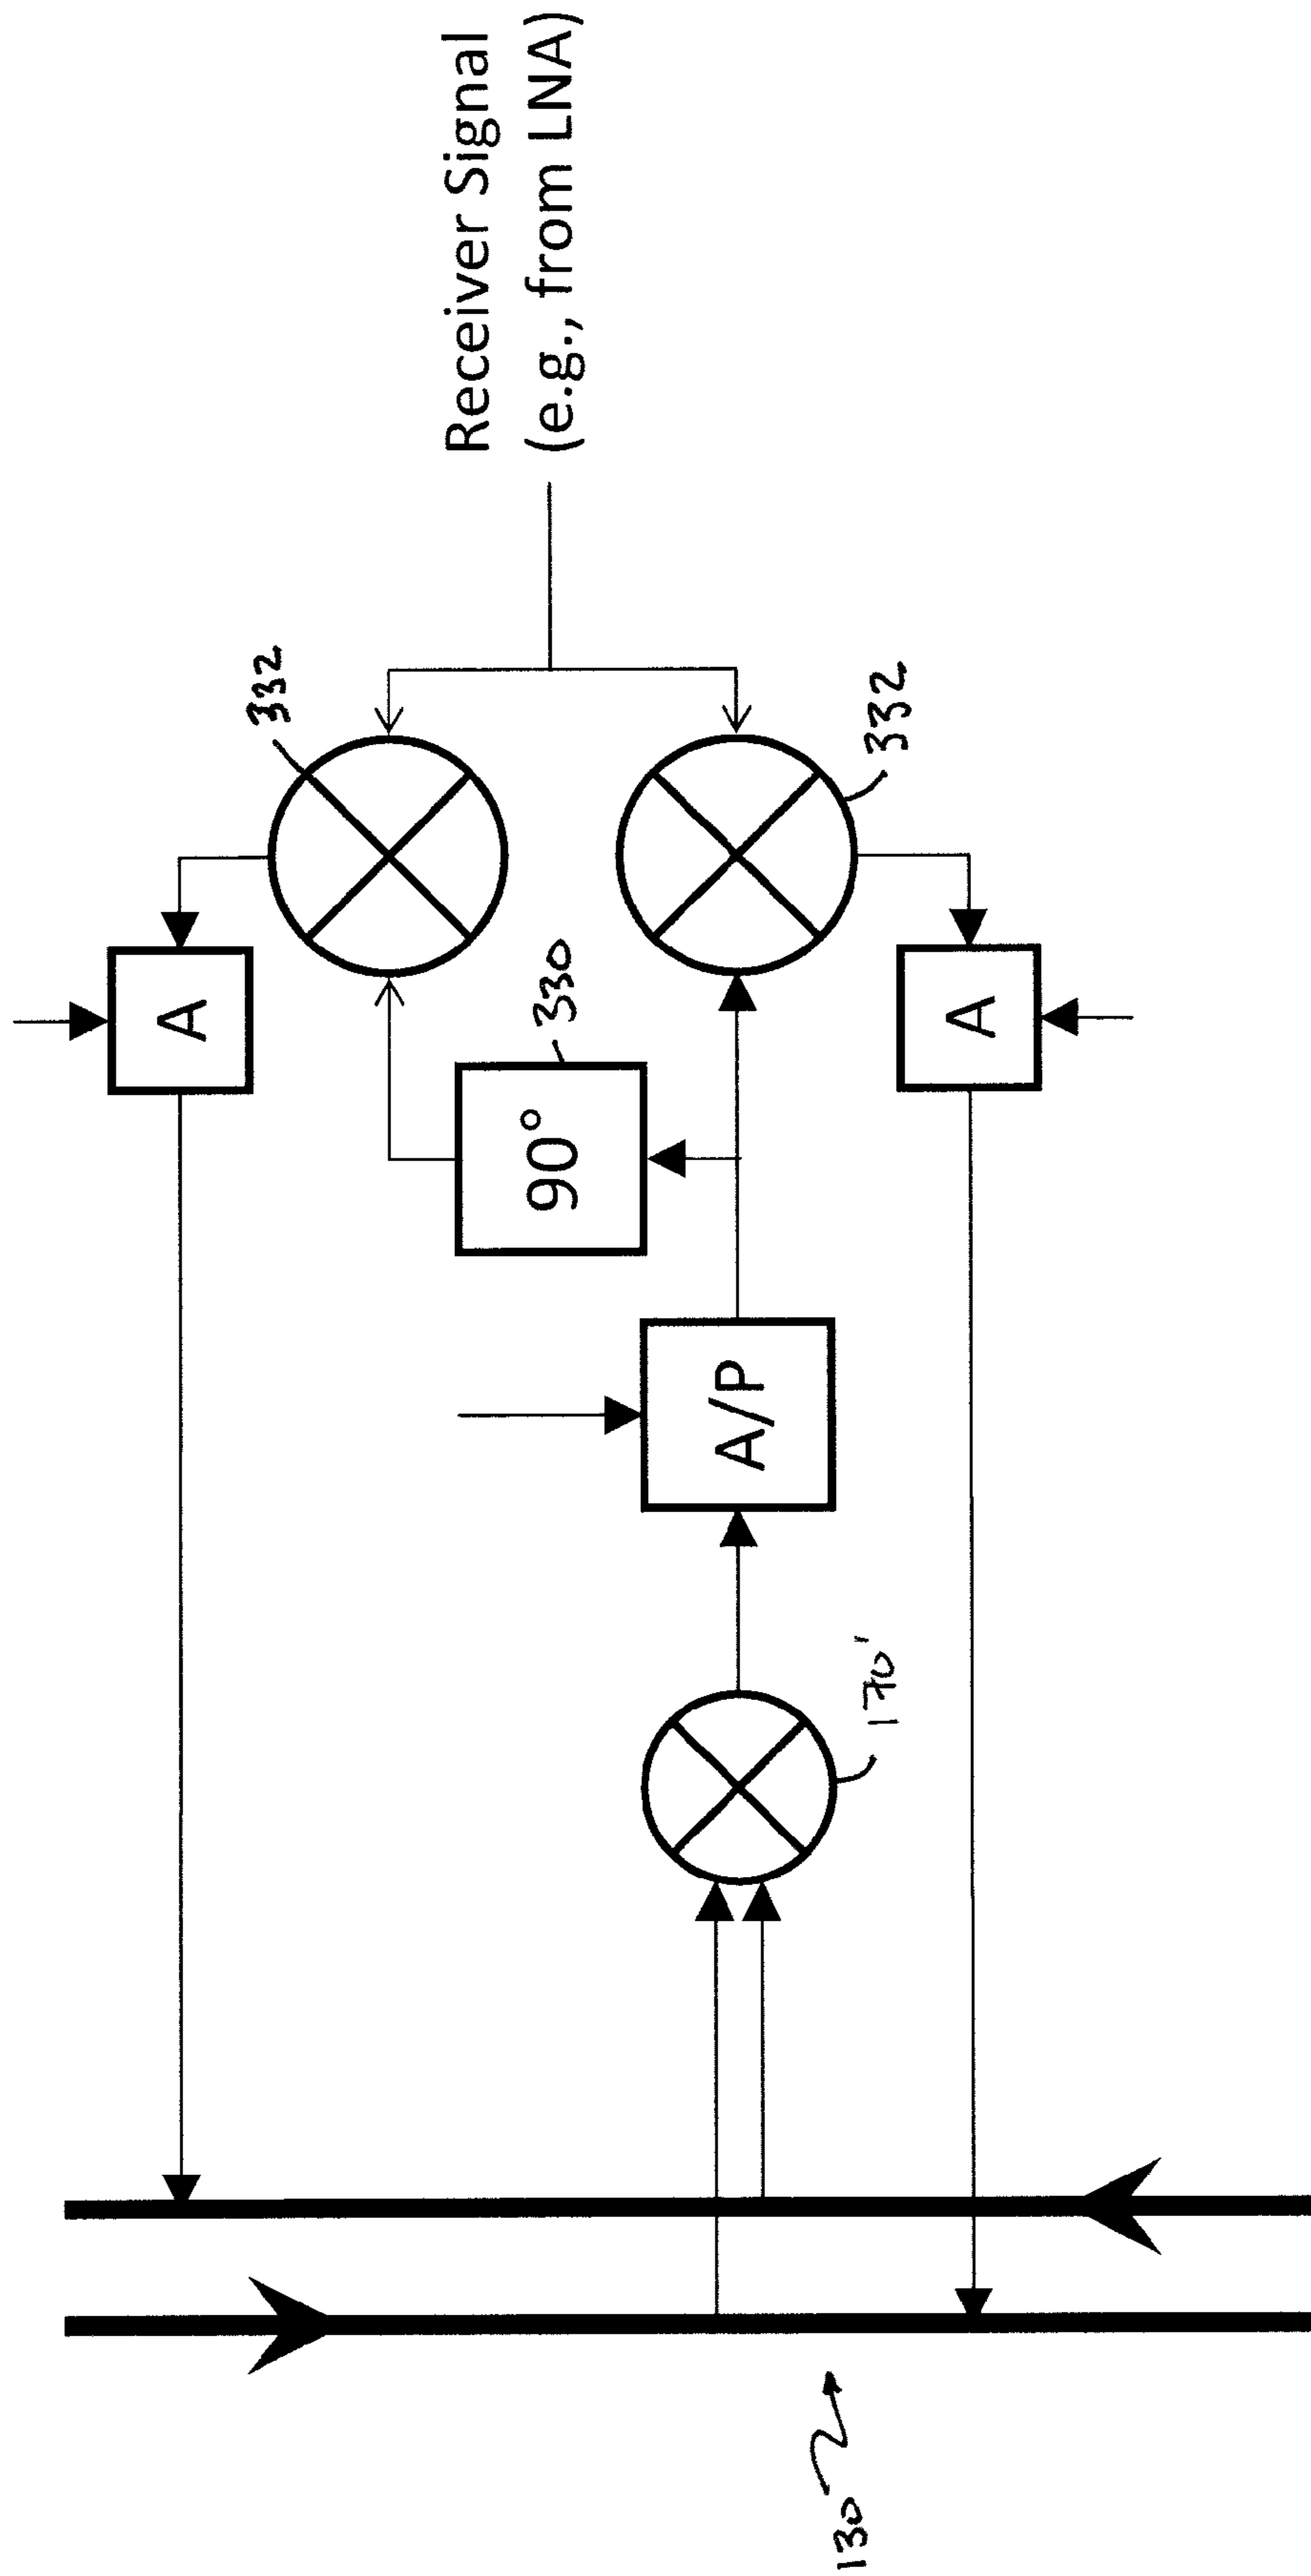 Receiver Signal
(e.g., from LNA)
332
332
A
330
90°
A
A/P
170'
130